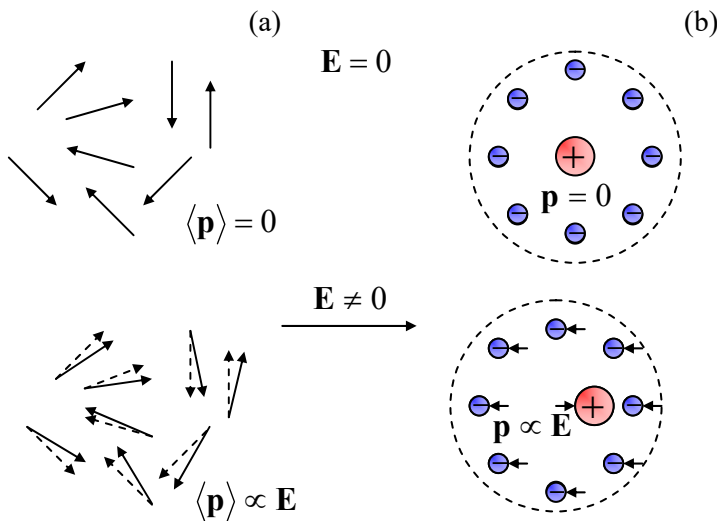 (a)
E = 0
(b)
+
p = 0
⟨p⟩ = 0
E ≠ 0
+
p ∝ E
⟨p⟩ ∝ E